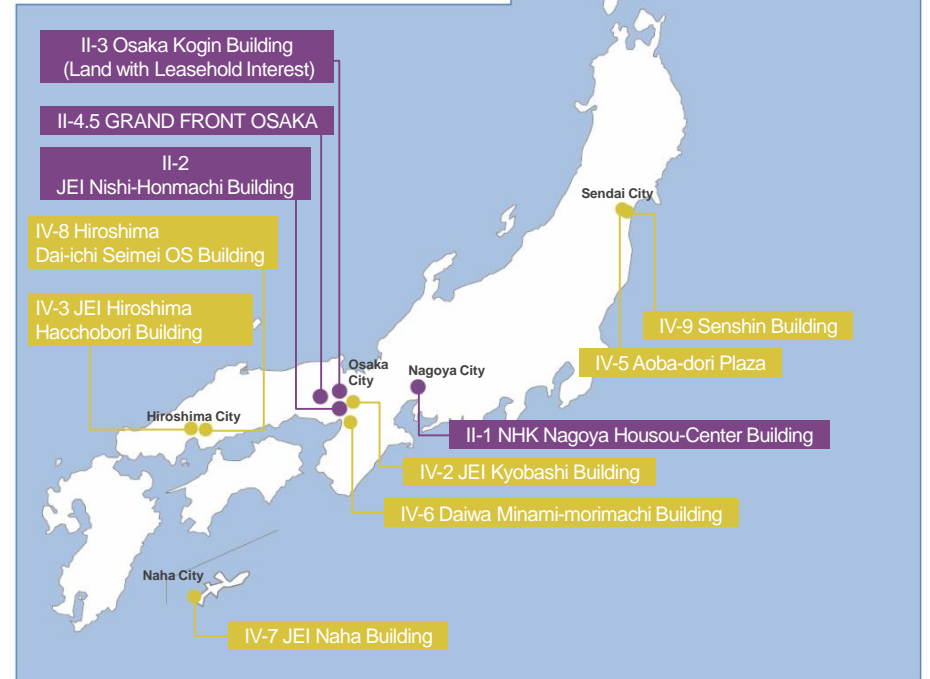 II-3 Osaka Kogin Building
(Land with Leasehold Interest)
II-4.5 GRAND FRONT OSAKA
II-2
JEI Nishi-Honmachi Building
Sendai City
IV-8 Hiroshima
Dai-ichi Seimei OS Building
IV-3 JEI Hiroshima
Hacchobori Building
IV-9 Senshin Building
IV-5 Aoba-dori Plaza
Osaka
City
Nagoya City
Hiroshima City
II-1 NHK Nagoya Housou-Center Building
IV-2 JEI Kyobashi Building
IV-6 Daiwa Minami-morimachi Building
Naha City
IV-7 JEI Naha Building